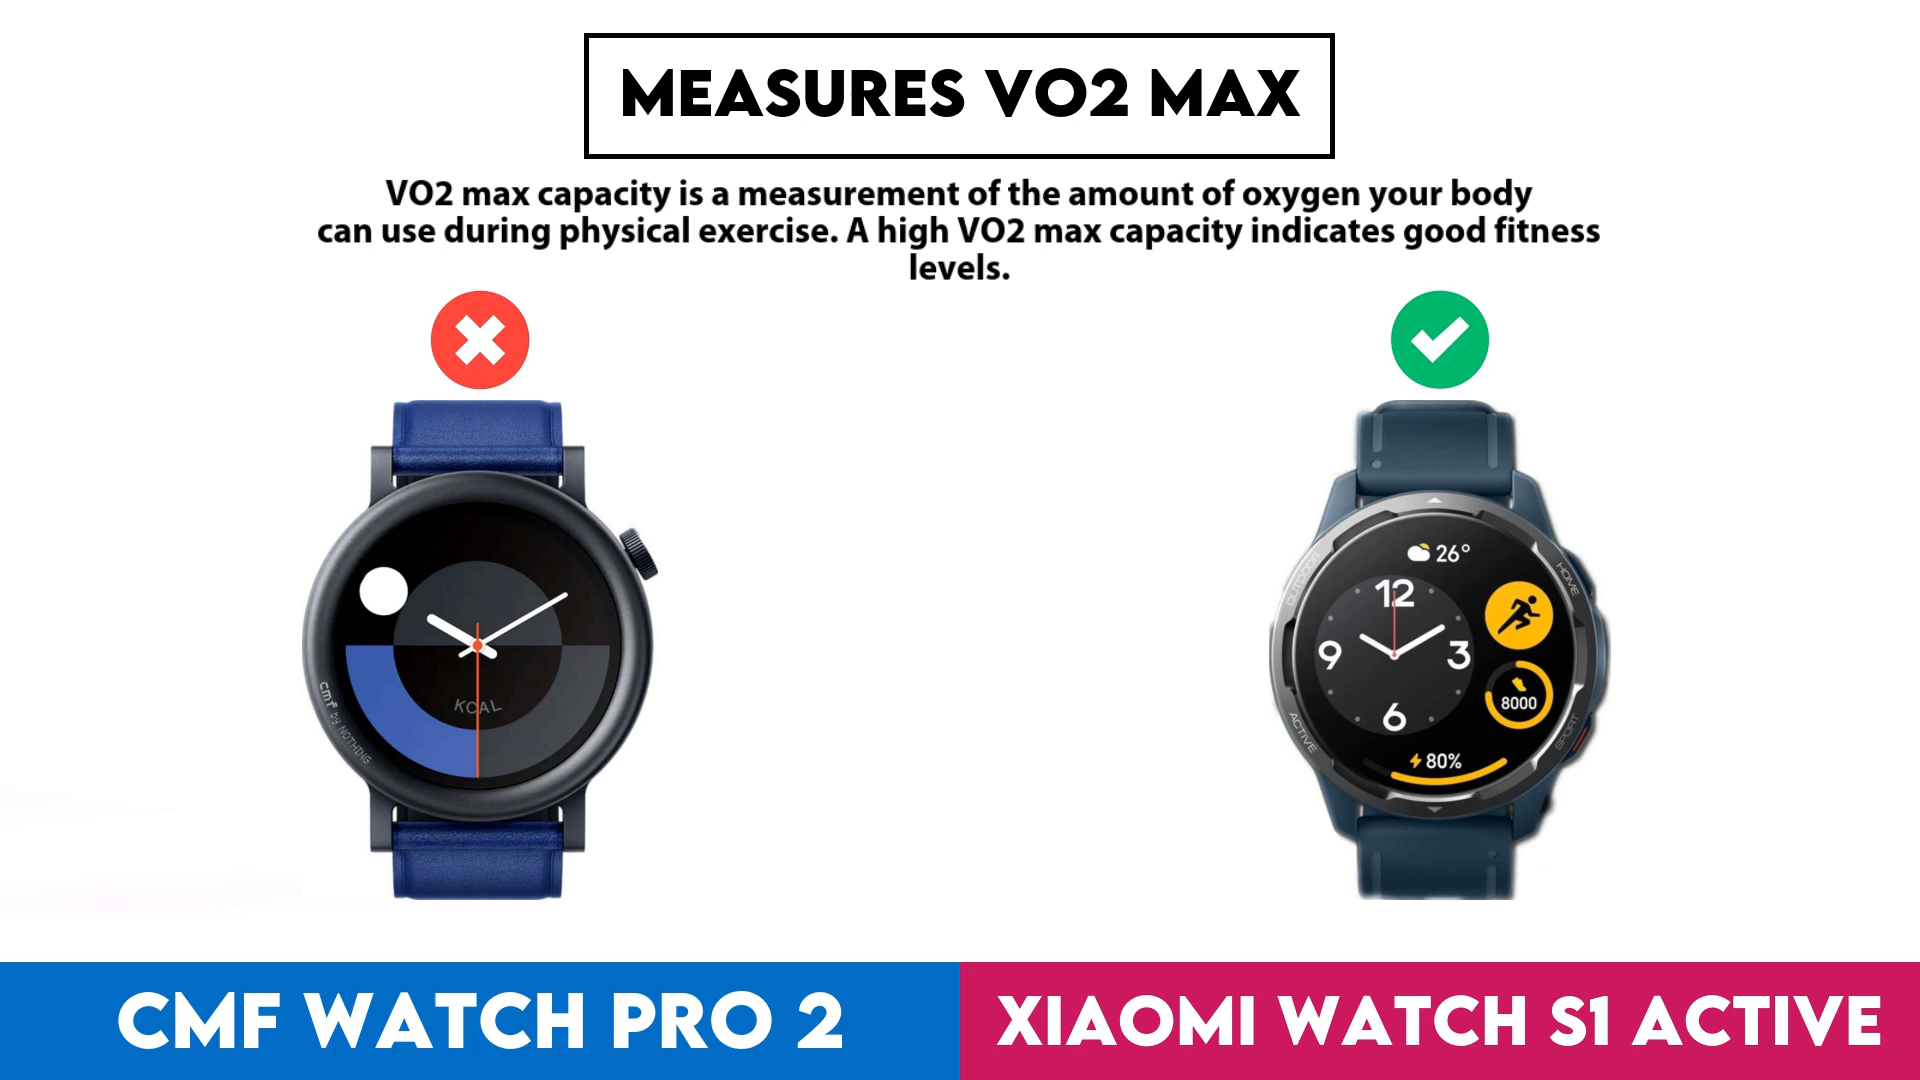 MEASURES VO2 MAX
VO2 max capacity is a measurement of the amount of oxygen your body
can use during physical exercise. A high VO2 max capacity indicates good fitness
levels.
KCAL
cmf by NOTHING
26°
OUTDOOR
HOME
12
9
3
6
8000
ACTIVE
SPORT
80%
CMF WATCH PRO 2
XIAOMI WATCH S1 ACTIVE